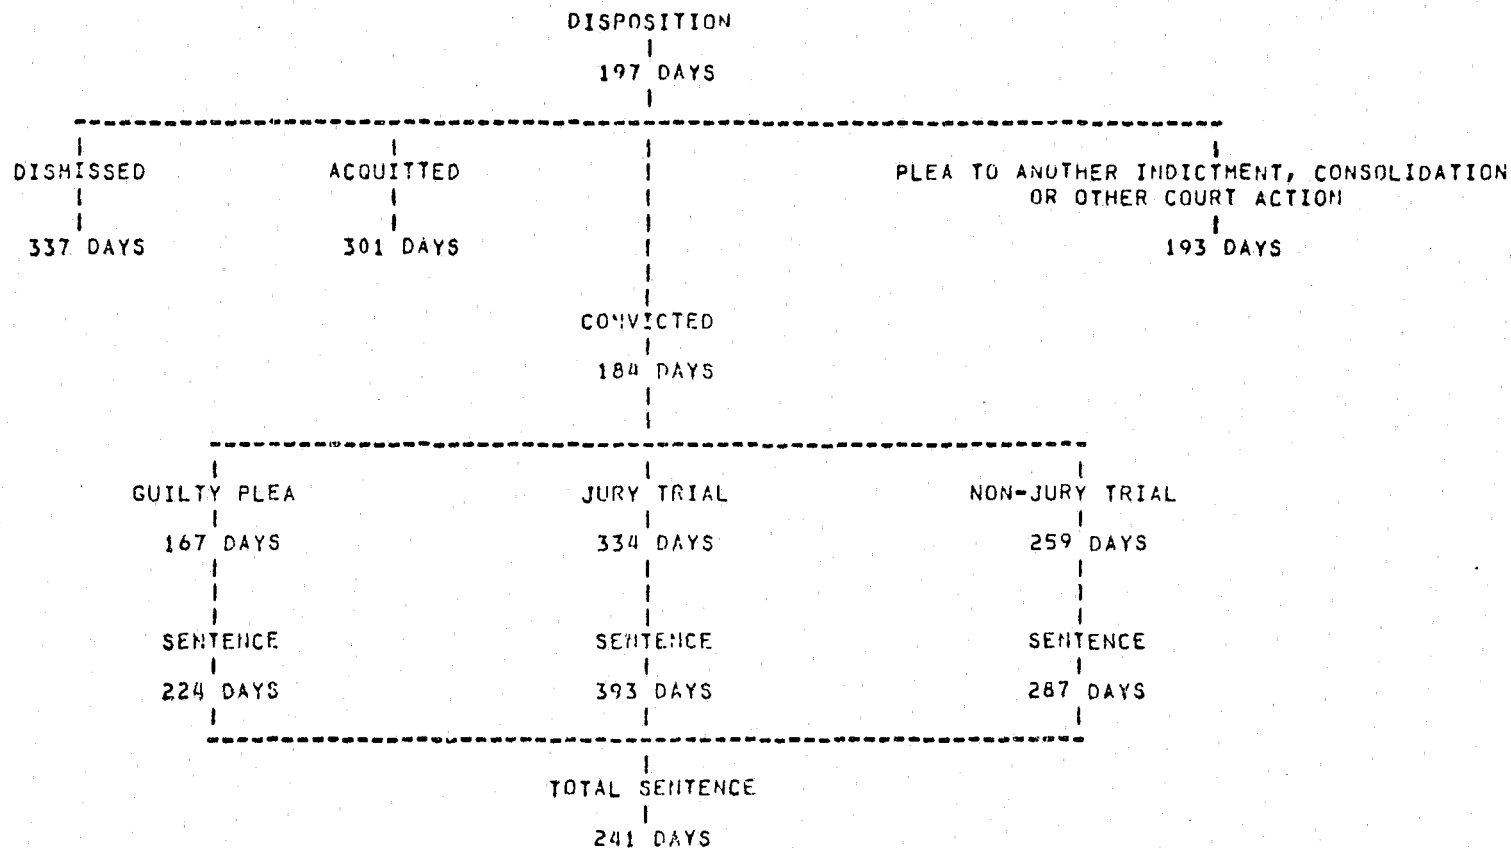 DISPOSITION
197 DAYS
DISMISSED
ACQUITTED
PLEA TO ANOTHER INDICTMENT, CONSOLIDATION
OR OTHER COURT ACTION
337 DAYS
301 DAYS
193 DAYS
CONVICTED
184 DAYS
GUILTY PLEA
JURY TRIAL
NON-JURY TRIAL
167 DAYS
334 DAYS
259 DAYS
SENTENCE
SENTENCE
SENTENCE
224 DAYS
393 DAYS
287 DAYS
TOTAL SENTENCE
241 DAYS